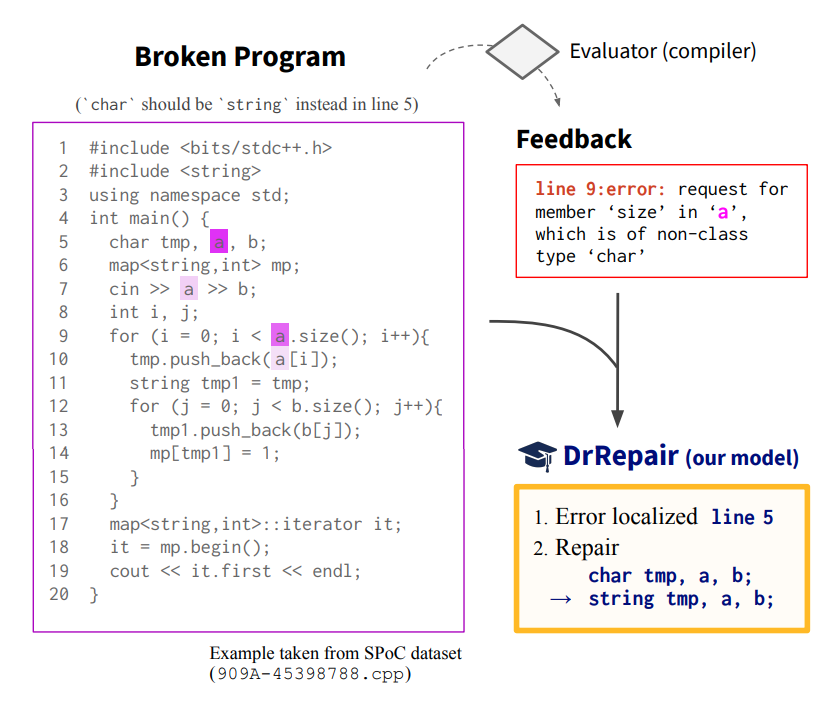 Broken Program
(`char` should be `string` instead in line 5)
1 #include <bits/stdc++.h>
2 #include <string>
3 using namespace std;
4 int main() {
5 char tmp, a, b;
6 map<string,int> mp;
7 cin >> a >> b;
8 int i, j;
9 for (i = 0; i < a.size(); i++){
10 tmp.push_back(a[i]);
11 string tmp1 = tmp;
12 for (j = 0; j < b.size(); j++){
13 tmp1.push_back(b[j]);
14 mp[tmp1] = 1;
15 }
16 }
17 map<string,int>::iterator it;
18 it = mp.begin();
19 cout << it.first << endl;
20 }
Example taken from SPoC dataset
(909A-45398788.cpp)
Evaluator (compiler)
Feedback
line 9:error: request for
member ‘size’ in ‘a’,
which is of non-class
type ‘char’
DrRepair (our model)
1. Error localized line 5
2. Repair
char tmp, a, b;
→ string tmp, a, b;